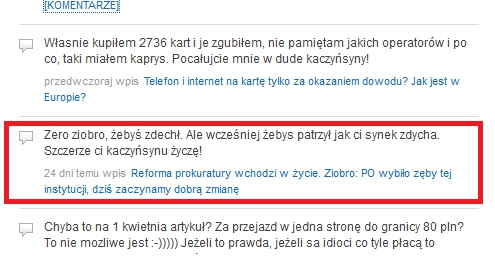 [KOMENTARZE]
Własnie kupiłem 2736 kart i je zgubiłem, nie pamiętam jakich operatorów i po
co, taki miałem kaprys. Pocałujcie mnie w dude kaczyńsyny!
przedwczoraj wpis Telefon i internet na kartę tylko za okazaniem dowodu? Jak jest w
Europie?
Zero ziobro, żebyś zdechł. Ale wcześniej żebys patrzył jak ci synek zdycha.
Szczerze ci kaczyńsynu życzę!
24 dni temu wpis Reforma prokuratury wchodzi w życie. Ziobro: PO wybiło zęby tej
instytucji, dziś zaczynamy dobrą zmianę
Chyba to na 1 kwietnia artykuł? Za przejazd w jedna stronę do granicy 80 pln?
To nie mozliwe jest :-))))) Jeżeli to prawda, jeżeli sa idioci co tyle płacą to